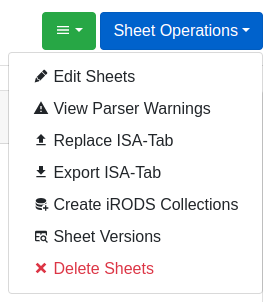 Sheet Operations
Edit Sheets
View Parser Warnings
Replace ISA-Tab
Export ISA-Tab
Create iRODS Collections
Sheet Versions
Delete Sheets